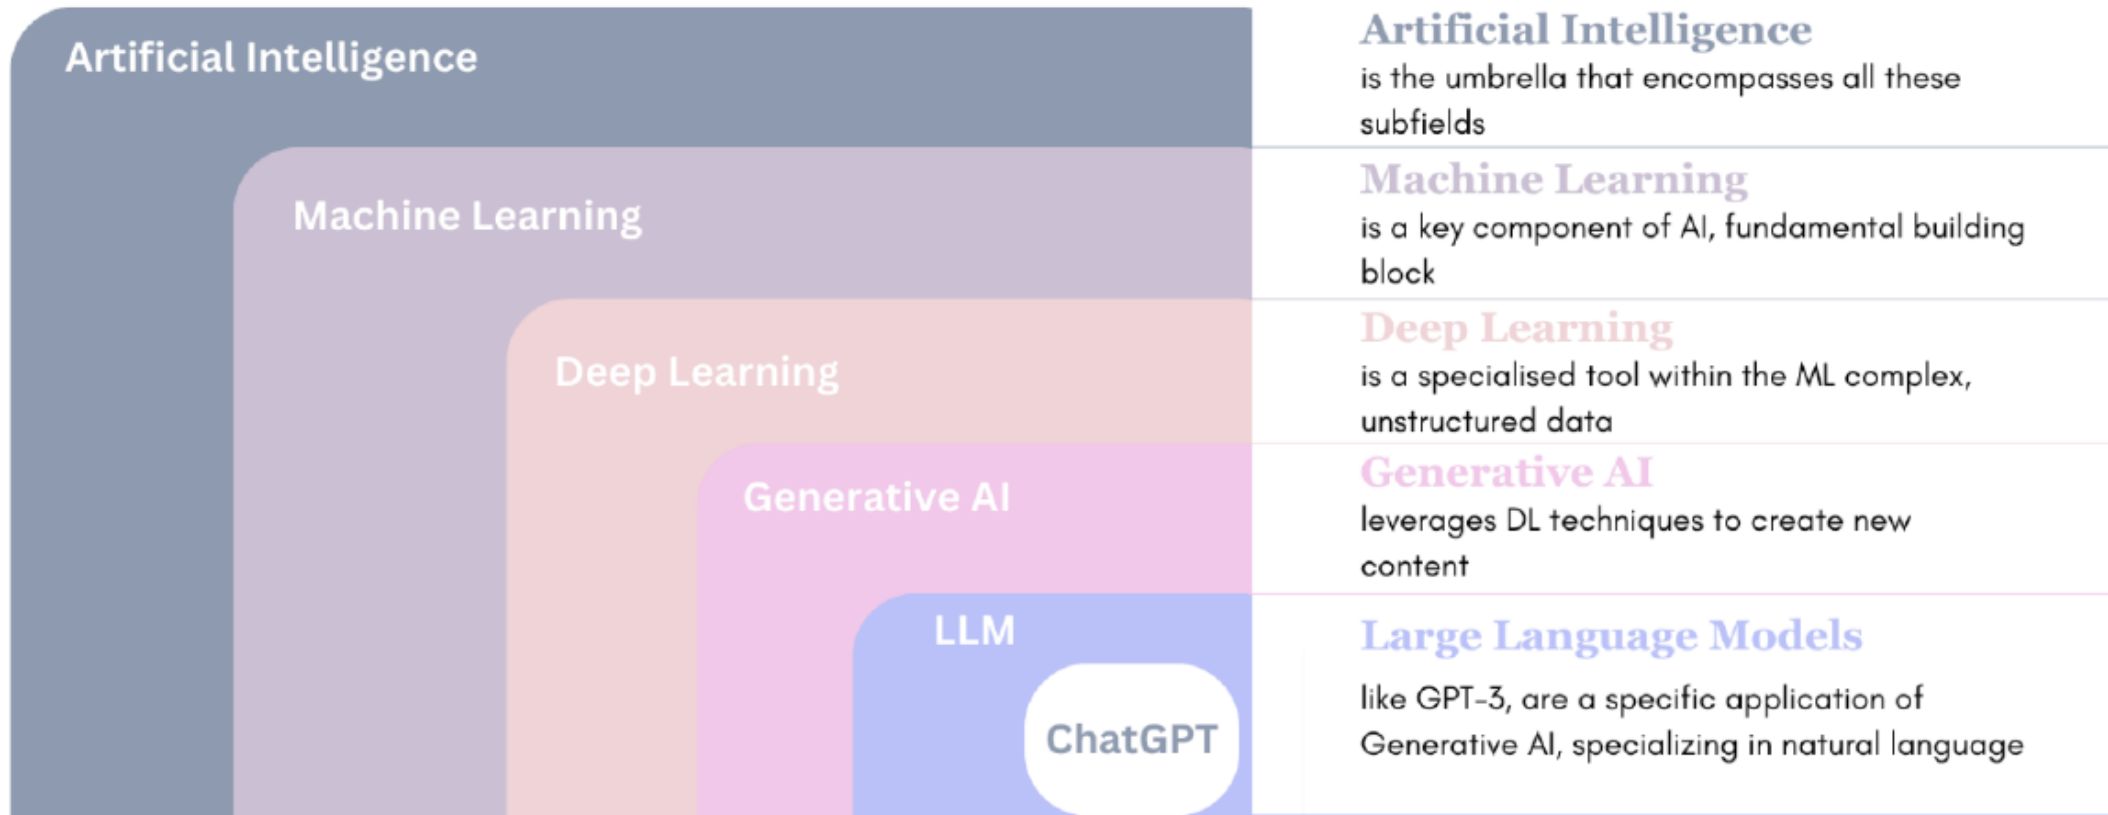 Artificial Intelligence
Machine Learning
Deep Learning
Generative AI
LLM
ChatGPT
Artificial Intelligence
is the umbrella that encompasses all these
subfields
Machine Learning
is a key component of AI, fundamental building
block
Deep Learning
is a specialised tool within the ML complex,
unstructured data
Generative AI
leverages DL techniques to create new
content
Large Language Models
like GPT-3, are a specific application of
Generative AI, specializing in natural language